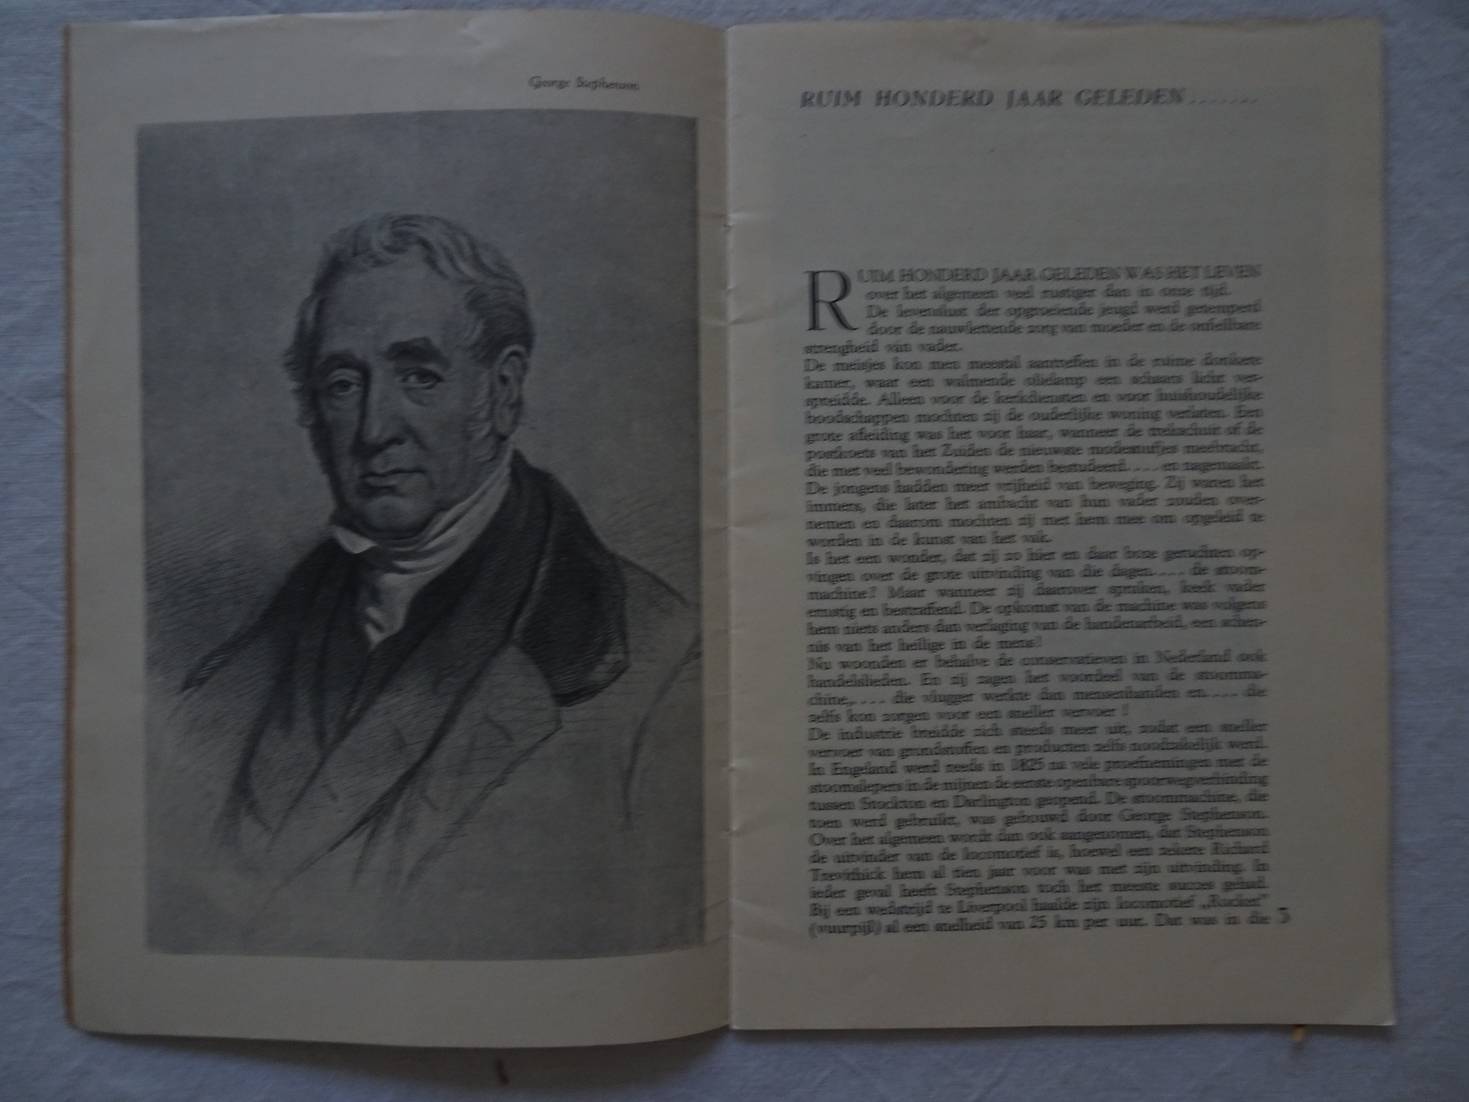 George Stephenson
RUIM HONDERD JAAR GELEDEN.......
RUIM HONDERD JAAR GELEDEN WAS HET LEVEN
over het algemeen veel rustiger dan in onze tijd.
De levenslust der opgroeiende jeugd werd getemperd
door de nauwlettende zorg van moeder en de onfeilbare
strengheid van vader.
De meisjes kon men meestal aantreffen in de ruime donkere
kamer, waar een walmende olielamp een schaars licht ver-
spreidde. Alleen voor de kerkdiensten en voor huishoudelijke
boodschappen mochten zij de ouderlijke woning verlaten. Een
grote afleiding was het voor haar, wanneer de trekschuit of de
postkoets van het Zuiden de nieuwste modesnufjes meebracht,
die met veel bewondering werden bestudeerd.... en nagemaakt.
De jongens hadden meer vrijheid van beweging. Zij waren het
immers, die later het ambacht van hun vader zouden over-
nemen en daarom mochten zij met hem mee om opgeleid te
worden in de kunst van het vak.
Is het een wonder, dat zij zo hier en daar boze geruchten op-
vingen over de grote uitvinding van die dagen.... de stoom-
machine? Maar wanneer zij daarover spraken, keek vader
ernstig en bestraffend. De opkomst van de machine was volgens
hem niets anders dan verlaging van de handenarbeid, een schen-
nis van het heilige in de mens!
Nu woonden er behalve de conservatieven in Nederland ook
handelslieden. En zij zagen het voordeel van de stoomma-
chine,.... die vlugger werkte dan mensenhanden en.... die
zelfs kon zorgen voor een sneller vervoer !
De industrie breidde zich steeds meer uit, zodat een sneller
vervoer van grondstoffen en producten zelfs noodzakelijk werd.
In Engeland werd reeds in 1825 na vele proefnemingen met de
stoomslepers in de mijnen de eerste openbare spoorwegverbinding
tussen Stockton en Darlington geopend. De stoommachine, die
toen werd gebruikt, was gebouwd door George Stephenson.
Over het algemeen wordt dan ook aangenomen, dat Stephenson
de uitvinder van de locomotief is, hoewel een zekere Richard
Trevithick hem al tien jaar voor was met zijn uitvinding. In
ieder geval heeft Stephenson toch het meeste succes gehad.
Bij een wedstrijd te Liverpool haalde zijn locomotief „Rocket”
(vuurpijl) al een snelheid van 25 km per uur. Dat was in die 3